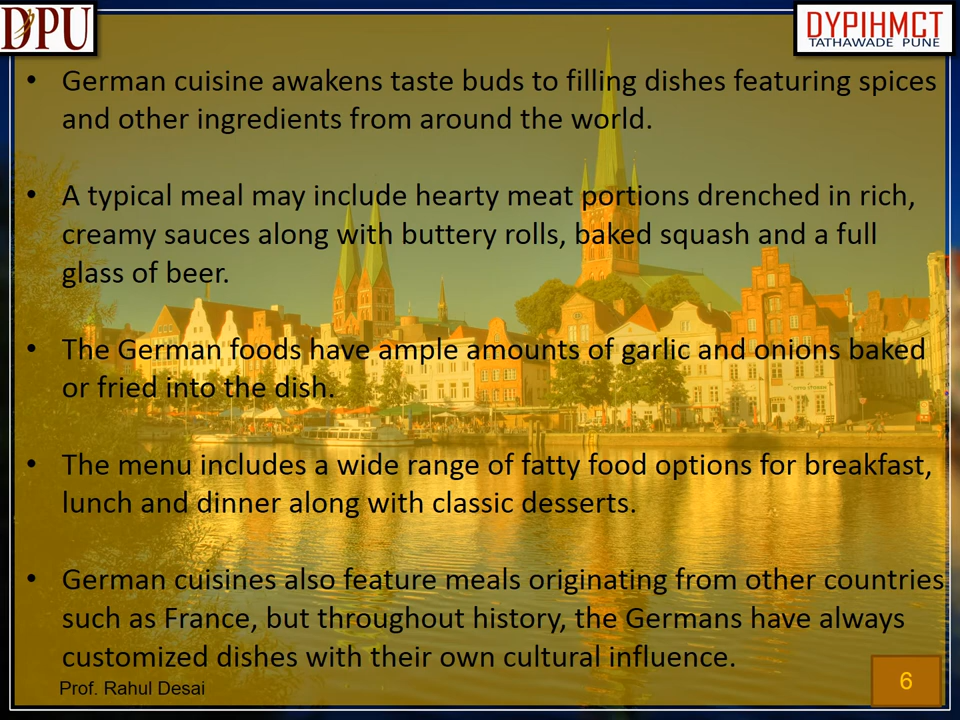 DPU
DYPIHMCT
TATHAWADE PUNE
• German cuisine awakens taste buds to filling dishes featuring spices
and other ingredients from around the world.
• A typical meal may include hearty meat portions drenched in rich,
creamy sauces along with buttery rolls, baked squash and a full
glass of beer.
• The German foods have ample amounts of garlic and onions baked
or fried into the dish.
• The menu includes a wide range of fatty food options for breakfast,
lunch and dinner along with classic desserts.
• German cuisines also feature meals originating from other countries
such as France, but throughout history, the Germans have always
customized dishes with their own cultural influence.
Prof. Rahul Desai
6